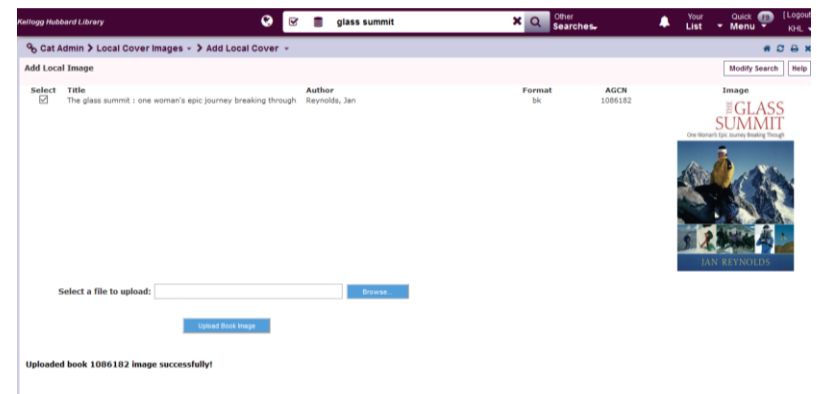 Kellogg Hubbard Library
glass summit
Other
Searches
Your
List
Quick F9
Menu
[Logout
KHL
Cat Admin > Local Cover Images > Add Local Cover
Add Local Image
Modify Search Help
Select Title Author Format AGCN Image
The glass summit : one woman's epic journey breaking through Reynolds, Jan bk 1086182
THE GLASS
SUMMIT
One Woman's Epic Journey Breaking Through
JAN REYNOLDS
Select a file to upload: Browse...
Upload Book Image
Uploaded book 1086182 image successfully!